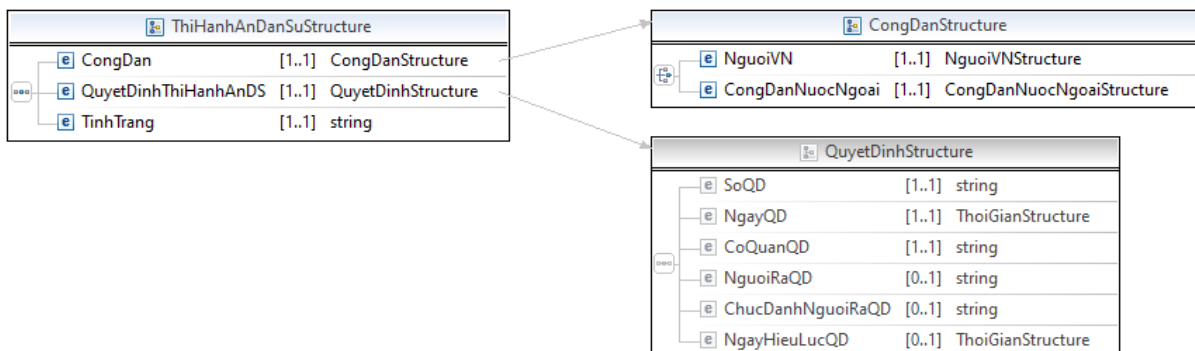 ThiHanhAnDanSuStructure
e CongDan [1..1] CongDanStructure
e QuyetDinhThiHanhAnDS [1..1] QuyetDinhStructure
e TinhTrang [1..1] string
CongDanStructure
e NguoiVN [1..1] NguoiVNStructure
e CongDanNuocNgoai [1..1] CongDanNuocNgoaiStructure
QuyetDinhStructure
e SoQD [1..1] string
e NgayQD [1..1] ThoiGianStructure
e CoQuanQD [1..1] string
e NguoiRaQD [0..1] string
e ChucDanhNguoiRaQD [0..1] string
e NgayHieuLucQD [0..1] ThoiGianStructure